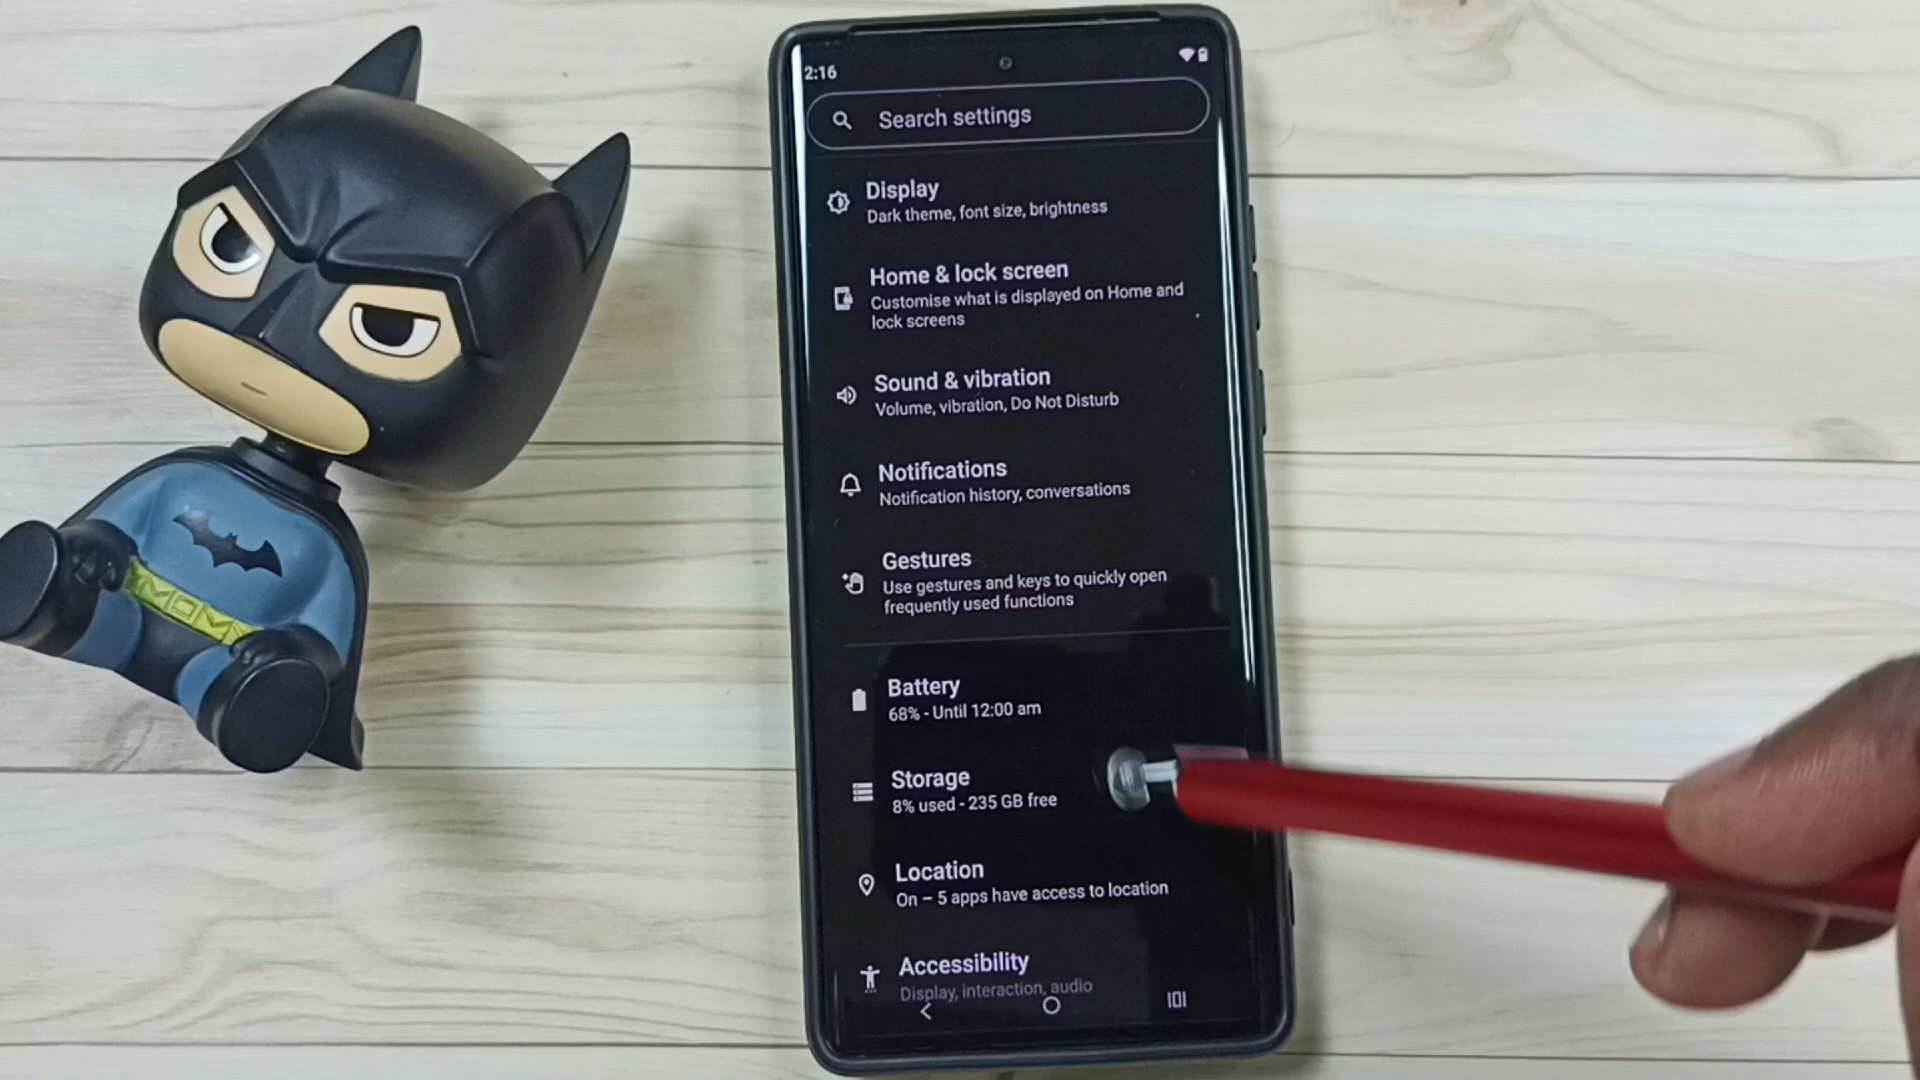 2:16
Search settings
Display
Dark theme, font size, brightness
Home & lock screen
Customise what is displayed on Home and
lock screens
Sound & vibration
Volume, vibration, Do Not Disturb
Notifications
Notification history, conversations
Gestures
Use gestures and keys to quickly open
frequently used functions
Battery
68% - Until 12:00 am
Storage
8% used - 235 GB free
Location
On – 5 apps have access to location
Accessibility
Display, interaction, audio